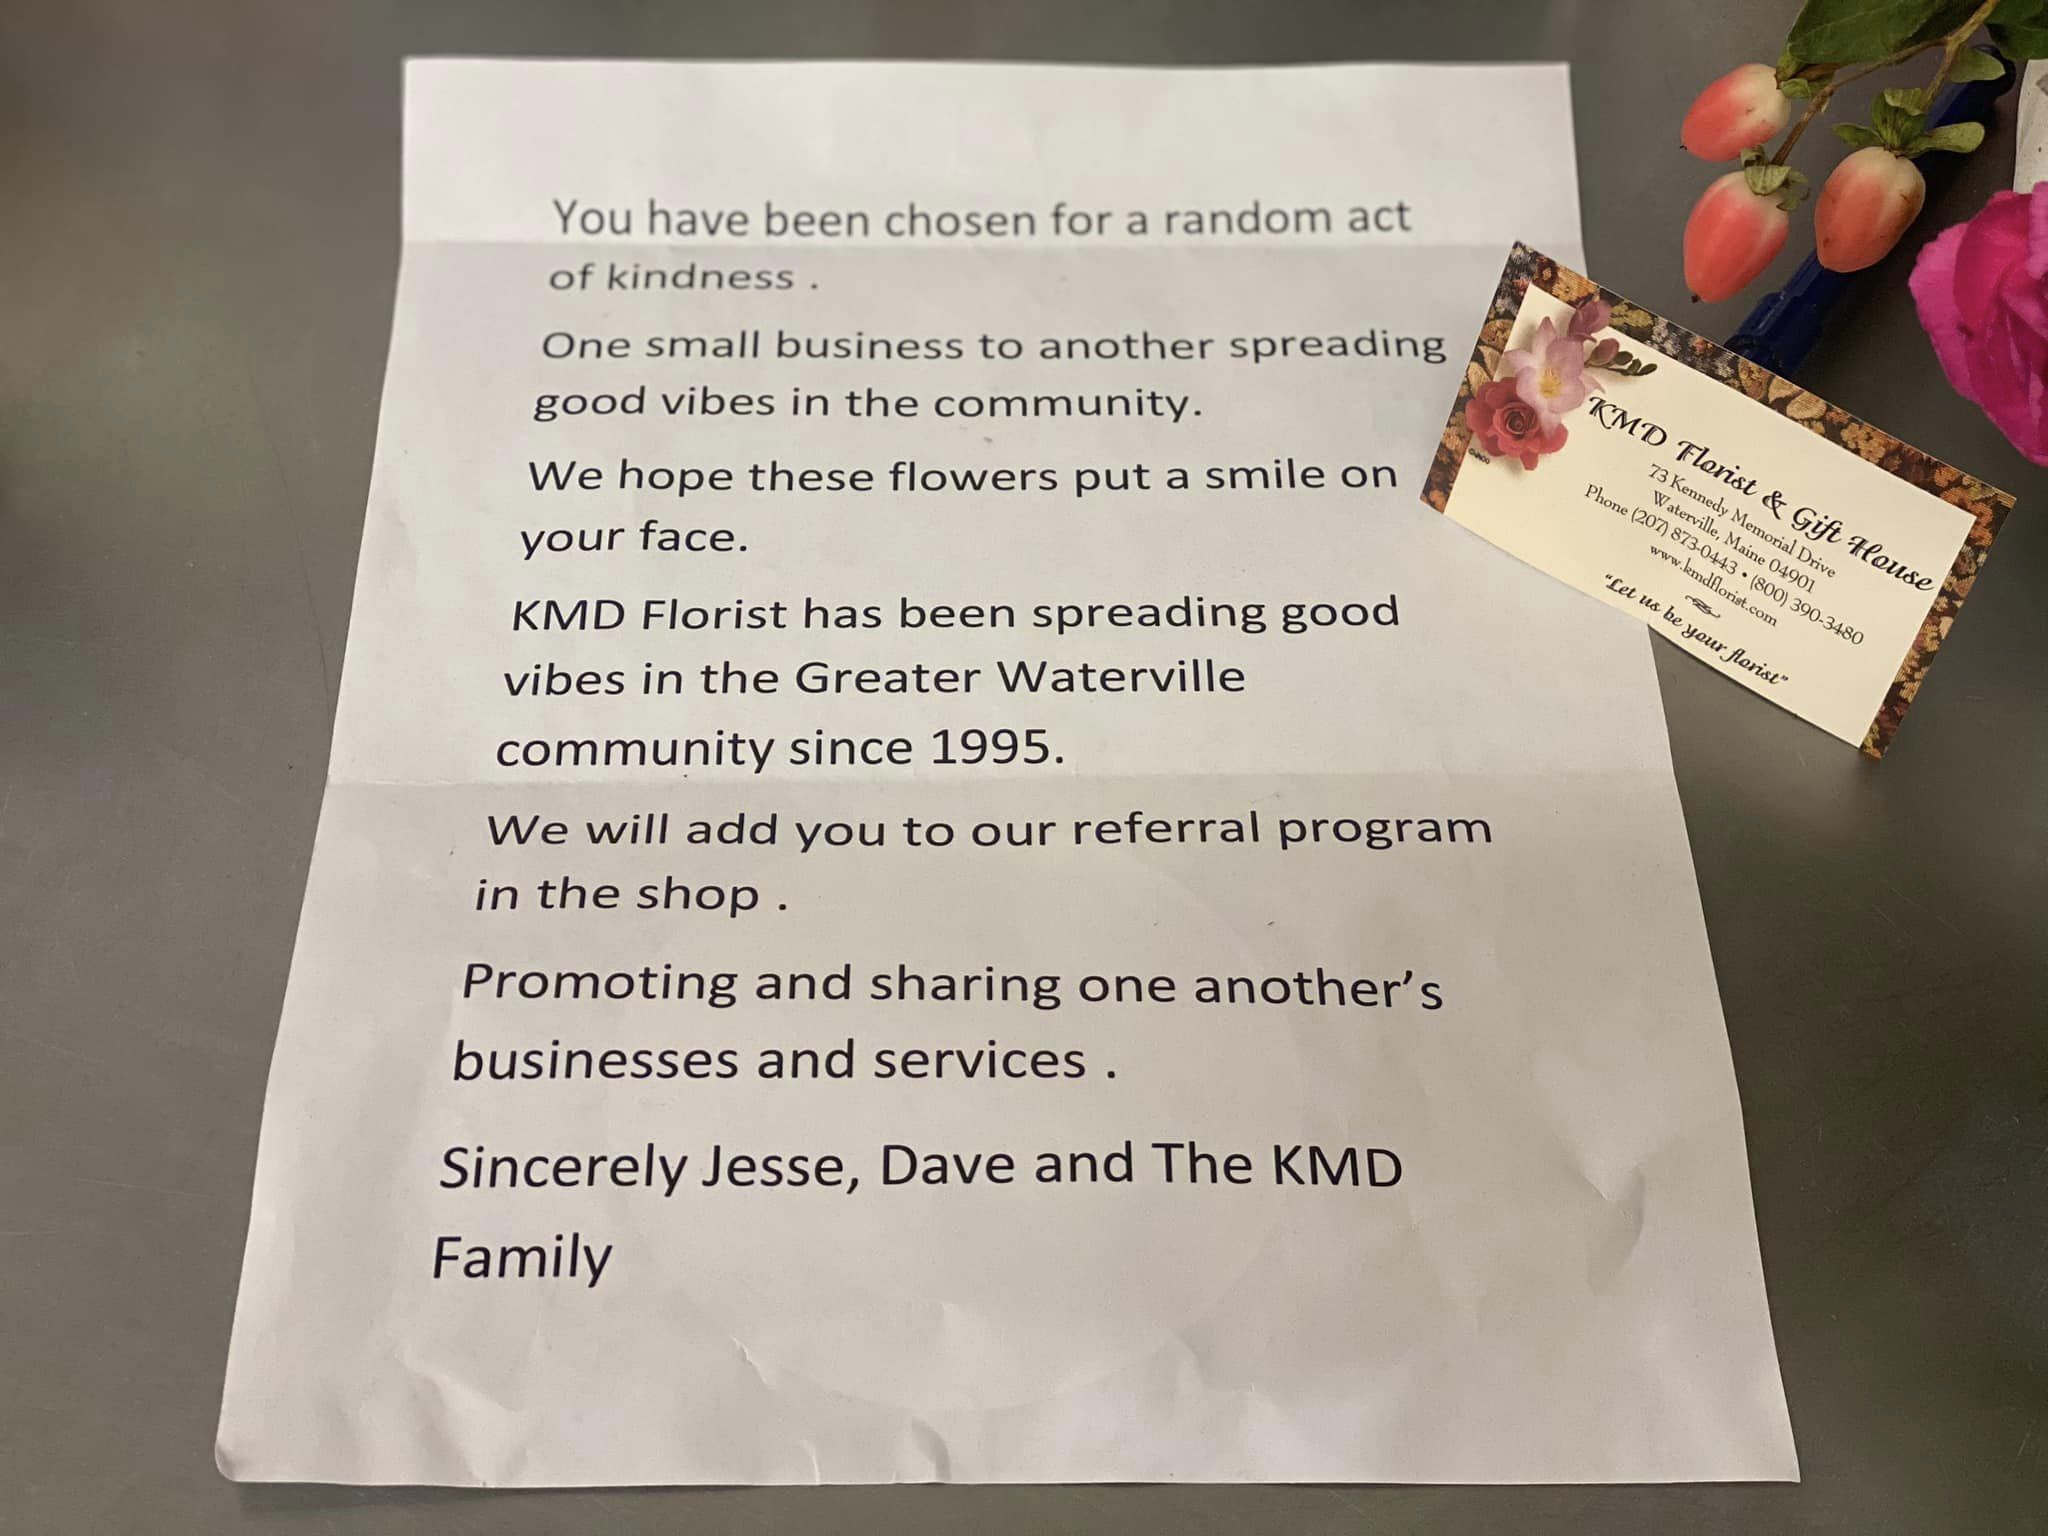 You have been chosen for a random act
of kindness .
One small business to another spreading
good vibes in the community.
We hope these flowers put a smile on
your face.
KMD Florist has been spreading good
vibes in the Greater Waterville
community since 1995.
We will add you to our referral program
in the shop .
Promoting and sharing one another’s
businesses and services .
Sincerely Jesse, Dave and The KMD
Family
KMD Florist & Gift House
73 Kennedy Memorial Drive
Waterville, Maine 04901
Phone (207) 873-0443 • (800) 390-3480
www.kmdflorist.com
"Let us be your florist"